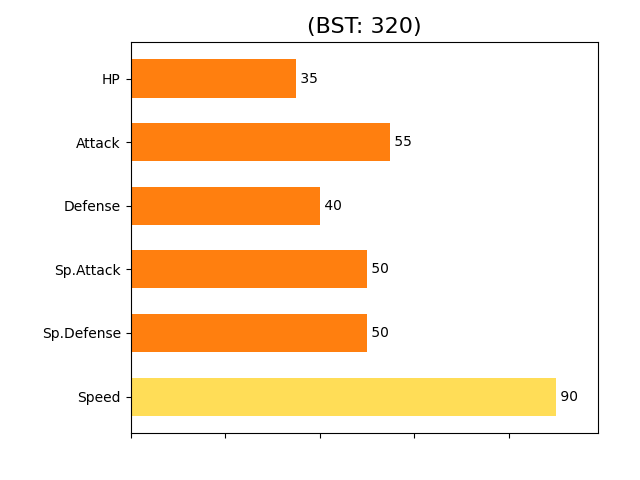 (BST: 320)
HP 35
Attack 55
Defense 40
Sp.Attack 50
Sp.Defense 50
Speed 90